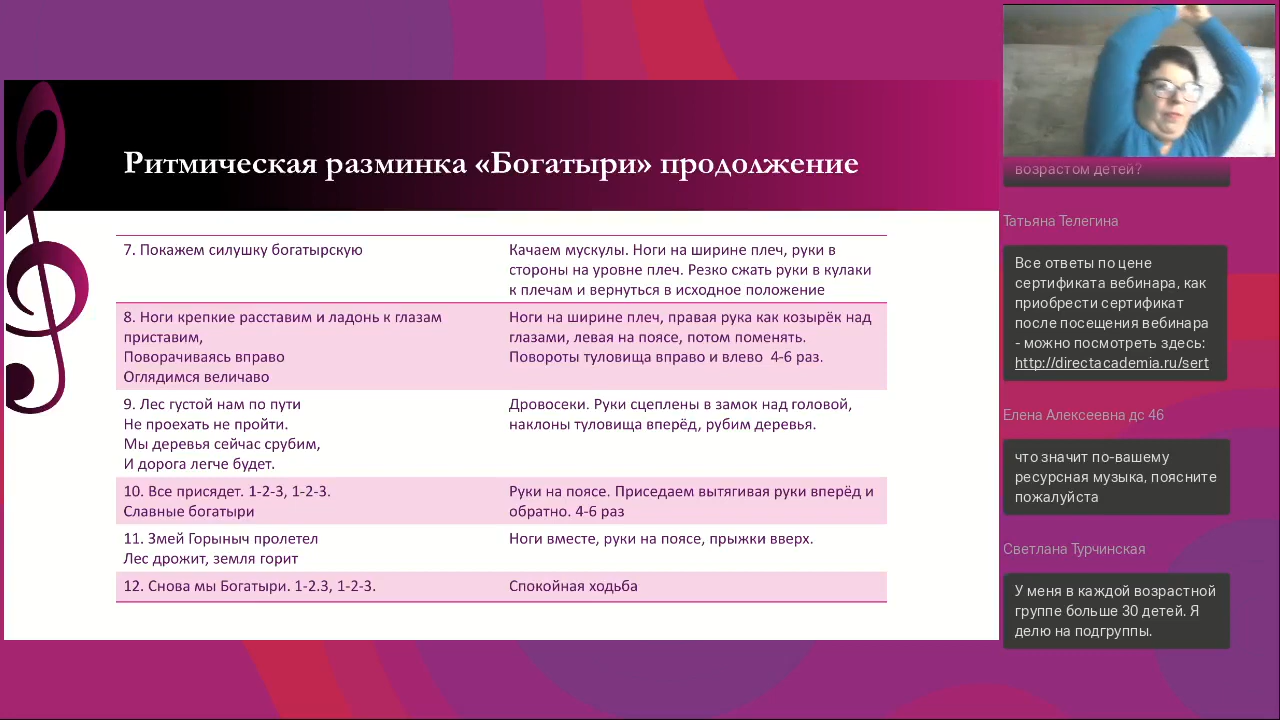 Ритмическая разминка «Богатыри» продолжение
7. Покажем силушку богатырскую
Качаем мускулы. Ноги на ширине плеч, руки в
стороны на уровне плеч. Резко сжать руки в кулаки
к плечам и вернуться в исходное положение
8. Ноги крепкие расставим и ладонь к глазам
приставим,
Поворачиваясь вправо
Оглядимся величаво
Ноги на ширине плеч, правая рука как козырёк над
глазами, левая на поясе, потом поменять.
Повороты туловища вправо и влево 4-6 раз.
9. Лес густой нам по пути
Не проехать не пройти.
Мы деревья сейчас срубим,
И дорога легче будет.
Дровосеки. Руки сцеплены в замок над головой,
наклоны туловища вперёд, рубим деревья.
10. Все присядет. 1-2-3, 1-2-3.
Славные богатыри
Руки на поясе. Приседаем вытягивая руки вперёд и
обратно. 4-6 раз
11. Змей Горыныч пролетел
Лес дрожит, земля горит
Ноги вместе, руки на поясе, прыжки вверх.
12. Снова мы Богатыри. 1-2.3, 1-2-3.
Спокойная ходьба
возрастом детей?
Татьяна Телегина
Все ответы по цене
сертификата вебинара, как
приобрести сертификат
после посещения вебинара
- можно посмотреть здесь:
http://directacademia.ru/sert
Елена Алексеевна дс 46
что значит по-вашему
ресурсная музыка, поясните
пожалуйста
Светлана Турчинская
У меня в каждой возрастной
группе больше 30 детей. Я
делю на подгруппы.